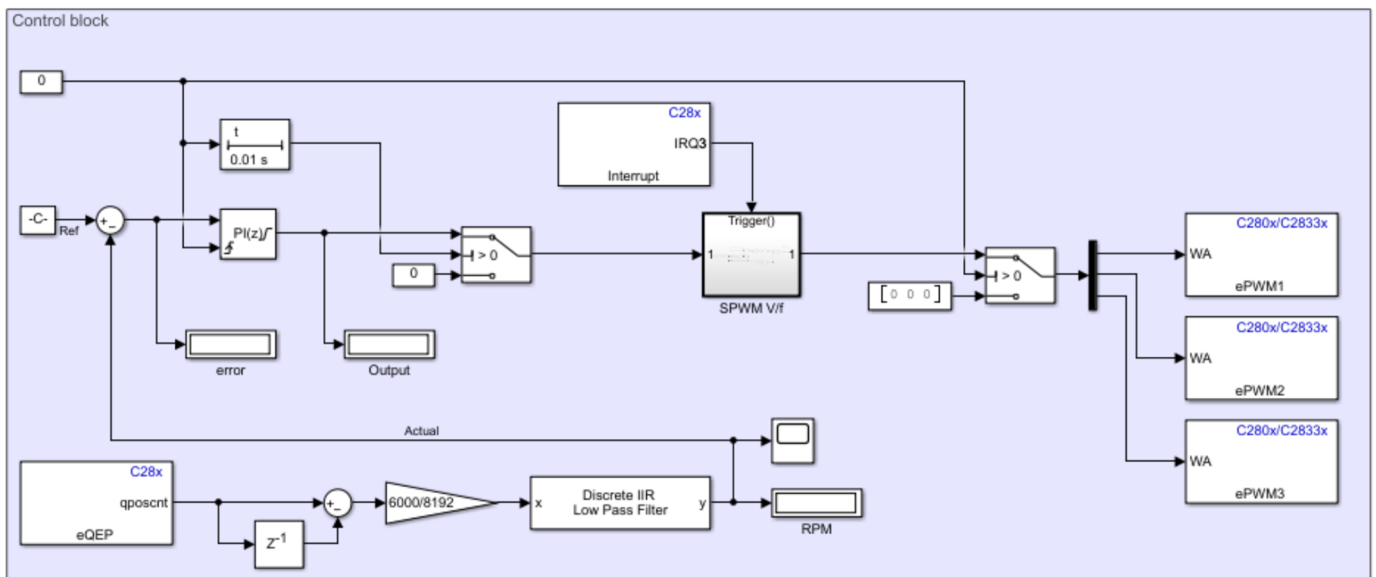 Control block
0
t
0.01 s
C28x
IRQ3
Interrupt
-C-
Ref
+
-
PI(z)
> 0
0
Trigger()
1
1
SPWM V/f
> 0
[0 0 0]
C280x/C2833x
WA
ePWM1
C280x/C2833x
WA
ePWM2
C280x/C2833x
WA
ePWM3
error
Output
Actual
C28x
qposcnt
eQEP
+
-
Z-1
6000/8192
x
Discrete IIR
Low Pass Filter
y
RPM